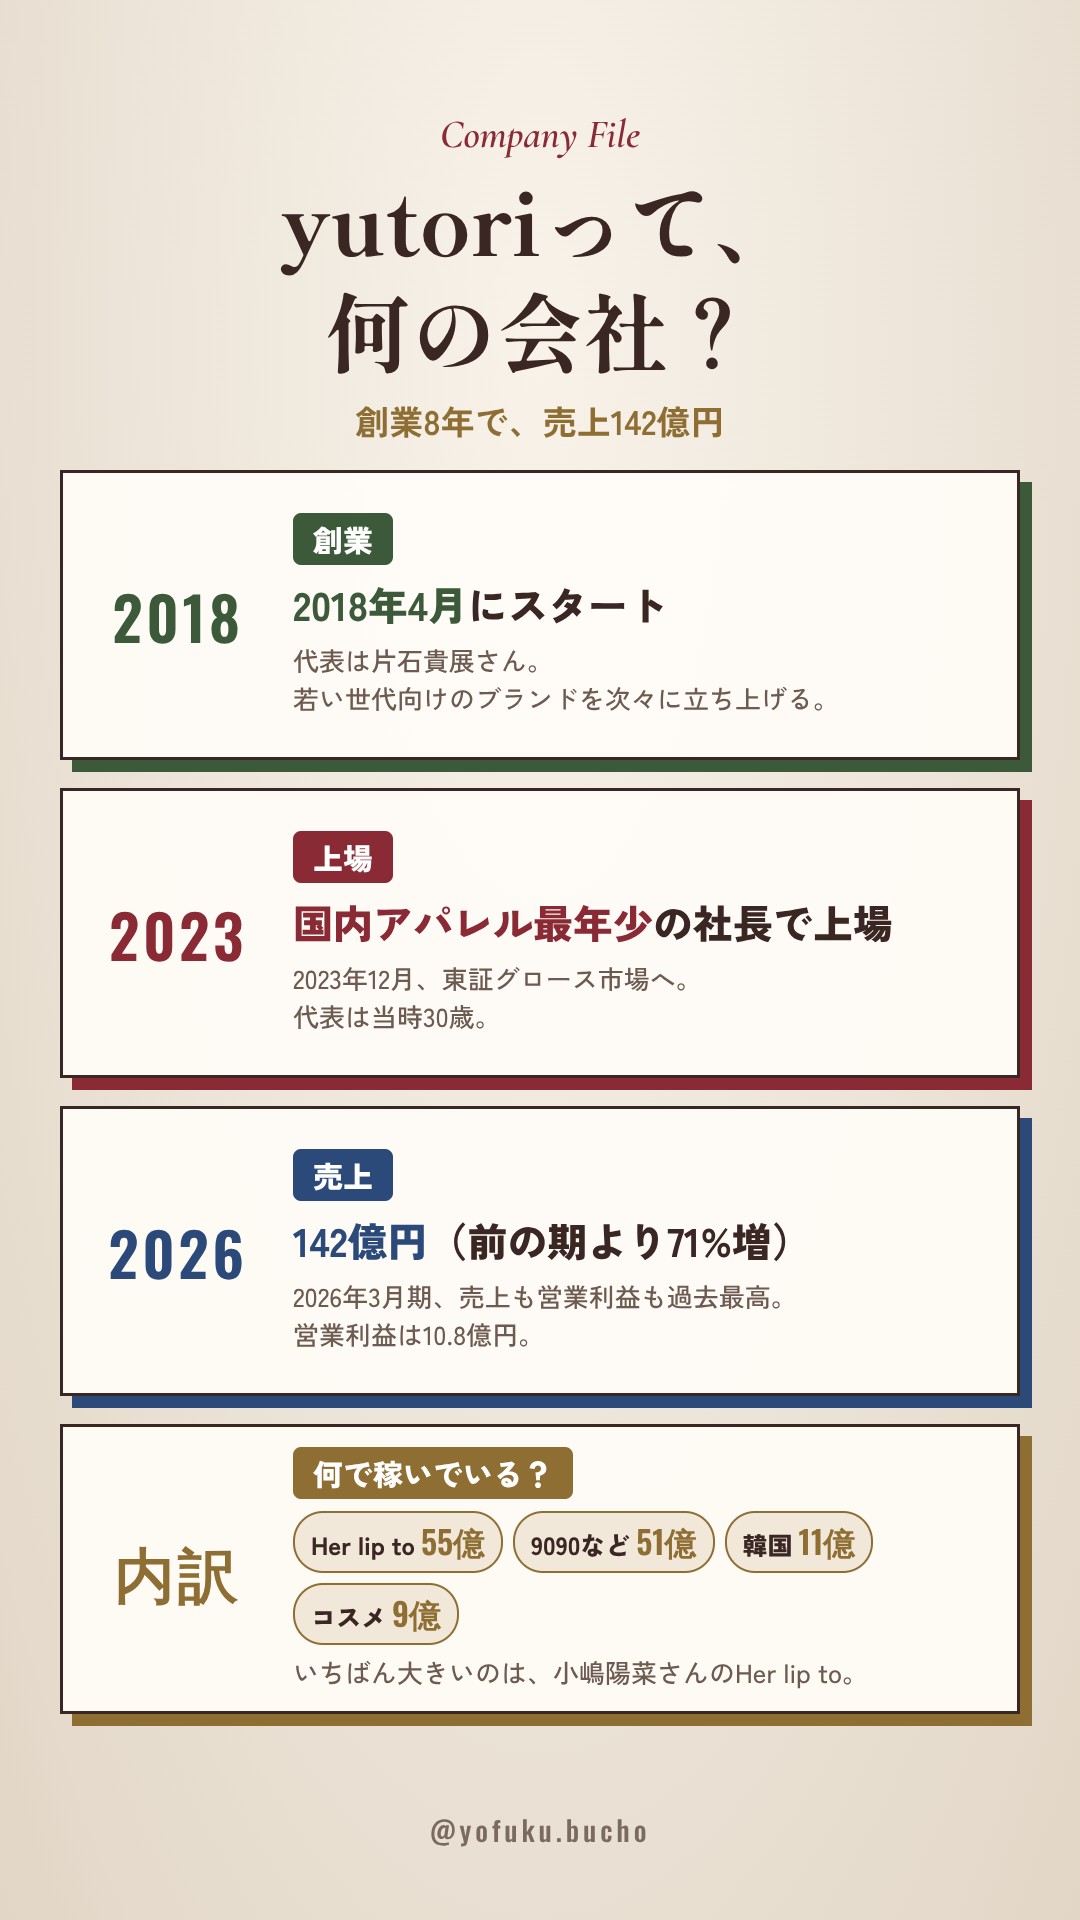 Company File
yutoriって、
何の会社？
創業8年で、売上142億円
創業
2018
2018年4月にスタート
代表は片石貴展さん。
若い世代向けのブランドを次々に立ち上げる。
上場
2023
国内アパレル最年少の社長で上場
2023年12月、東証グロース市場へ。
代表は当時30歳。
売上
2026
142億円（前の期より71%増）
2026年3月期、売上も営業利益も過去最高。
営業利益は10.8億円。
何で稼いでいる？
内訳
Her lip to 55億 9090など 51億 韓国 11億
コスメ 9億
いちばん大きいのは、小嶋陽菜さんのHer lip to。
@yofuku.bucho